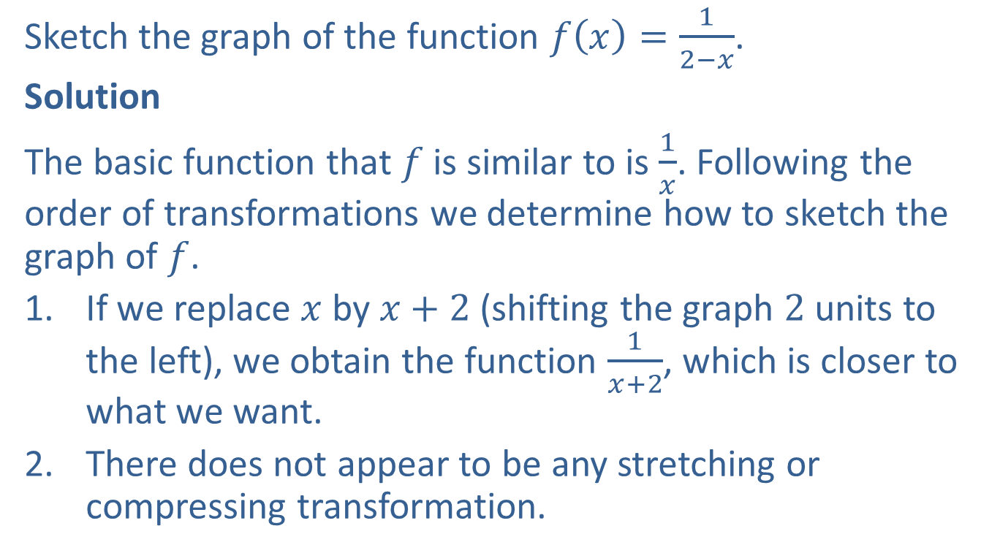 Sketch the graph of the function f(x) = 1/(2−x).
Solution
The basic function that f is similar to is 1/x. Following the
order of transformations we determine how to sketch the
graph of f.
1. If we replace x by x + 2 (shifting the graph 2 units to
the left), we obtain the function 1/(x+2), which is closer to
what we want.
2. There does not appear to be any stretching or
compressing transformation.